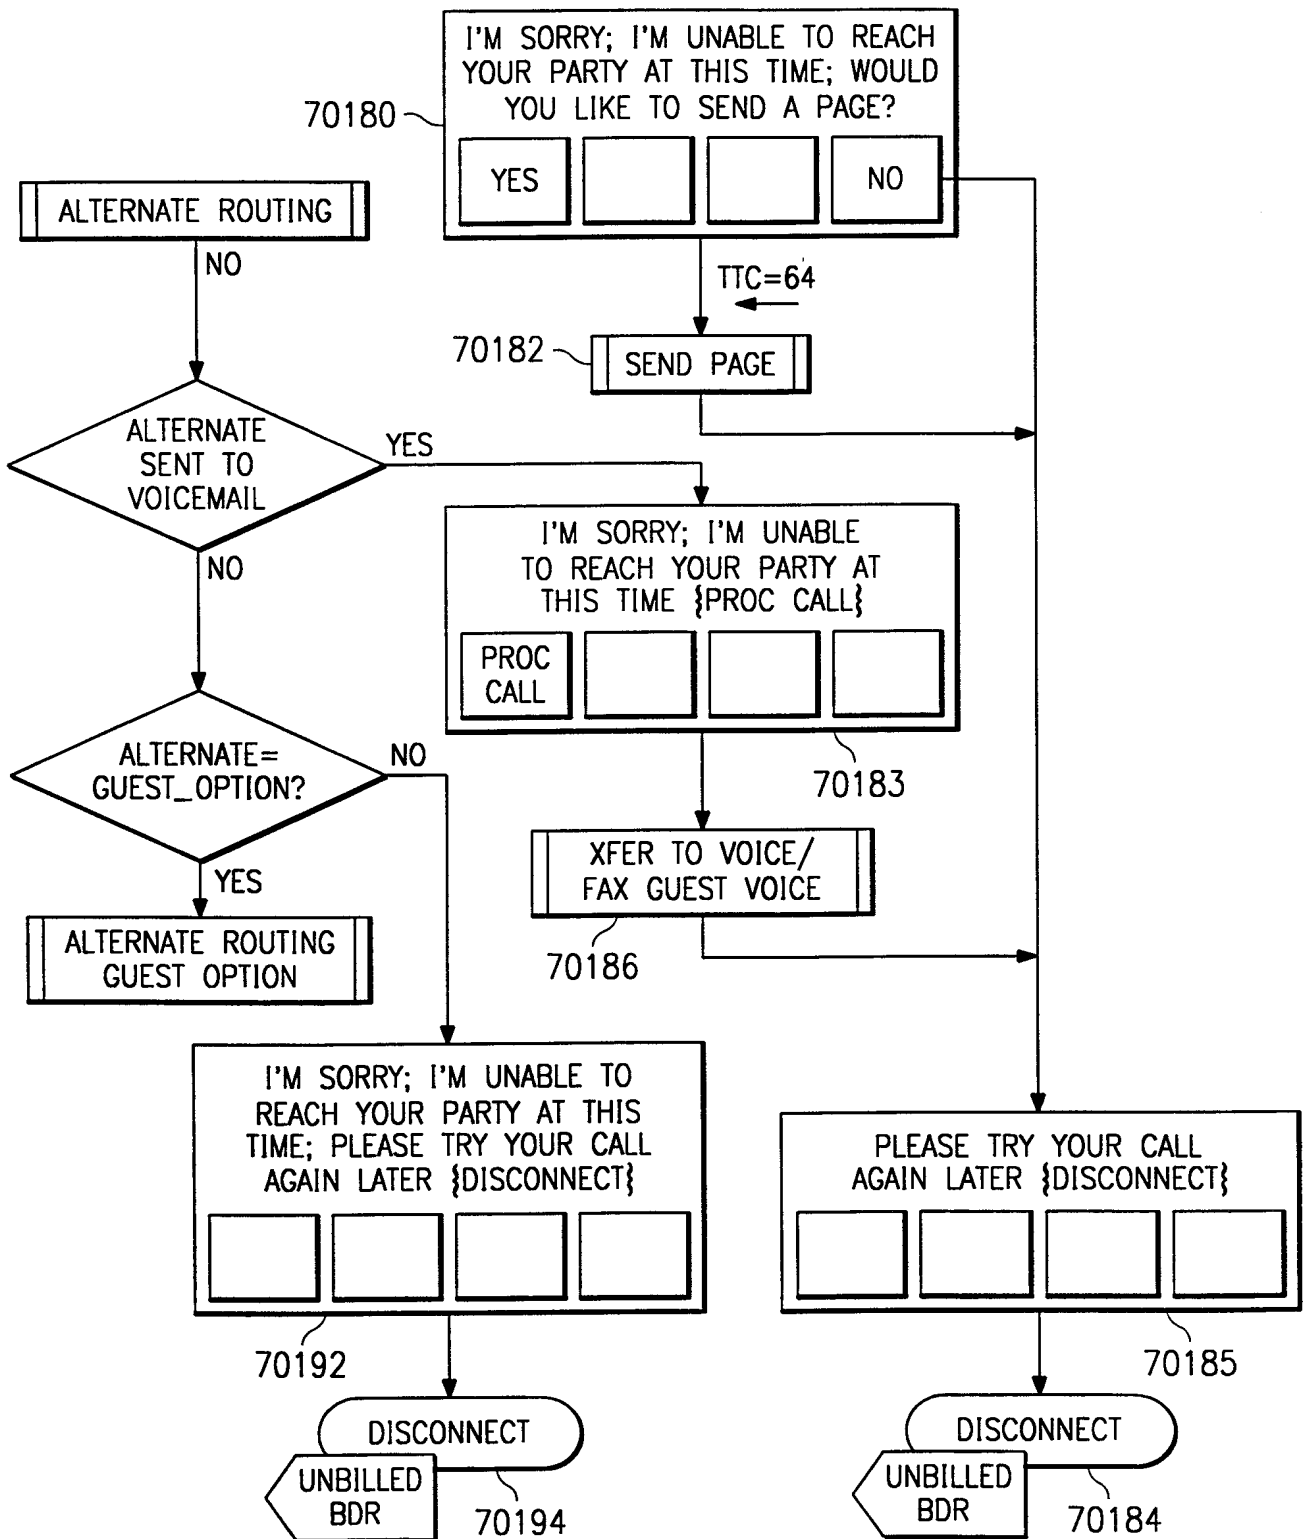 I'M SORRY; I'M UNABLE TO REACH
YOUR PARTY AT THIS TIME; WOULD
YOU LIKE TO SEND A PAGE?
70180
YES
NO
ALTERNATE ROUTING
NO
TTC=64
70182
SEND PAGE
ALTERNATE
SENT TO
VOICEMAIL
YES
NO
I'M SORRY; I'M UNABLE
TO REACH YOUR PARTY AT
THIS TIME {PROC CALL}
PROC
CALL
70183
ALTERNATE=
GUEST_OPTION?
NO
YES
XFER TO VOICE/
FAX GUEST VOICE
70186
ALTERNATE ROUTING
GUEST OPTION
I'M SORRY; I'M UNABLE TO
REACH YOUR PARTY AT THIS
TIME; PLEASE TRY YOUR CALL
AGAIN LATER {DISCONNECT}
70192
PLEASE TRY YOUR CALL
AGAIN LATER {DISCONNECT}
70185
DISCONNECT
UNBILLED
BDR
70194
DISCONNECT
UNBILLED
BDR
70184